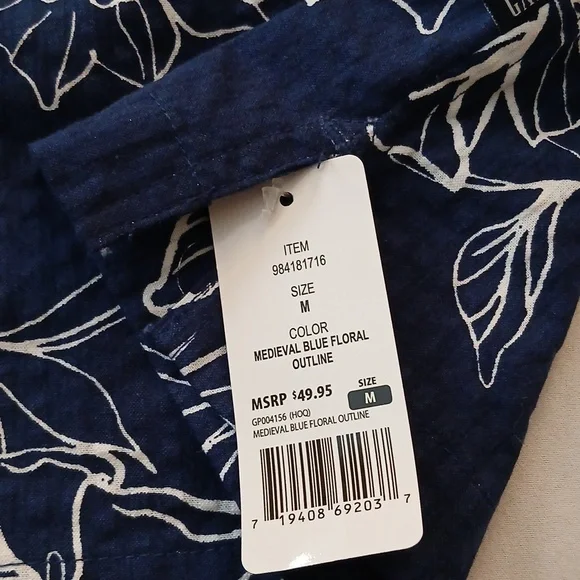 ITEM
984181716
SIZE
M
COLOR
MEDIEVAL BLUE FLORAL
OUTLINE
MSRP $49.95
SIZE
M
GP004156 (HOQ)
MEDIEVAL BLUE FLORAL OUTLINE
7 19408 69203 7